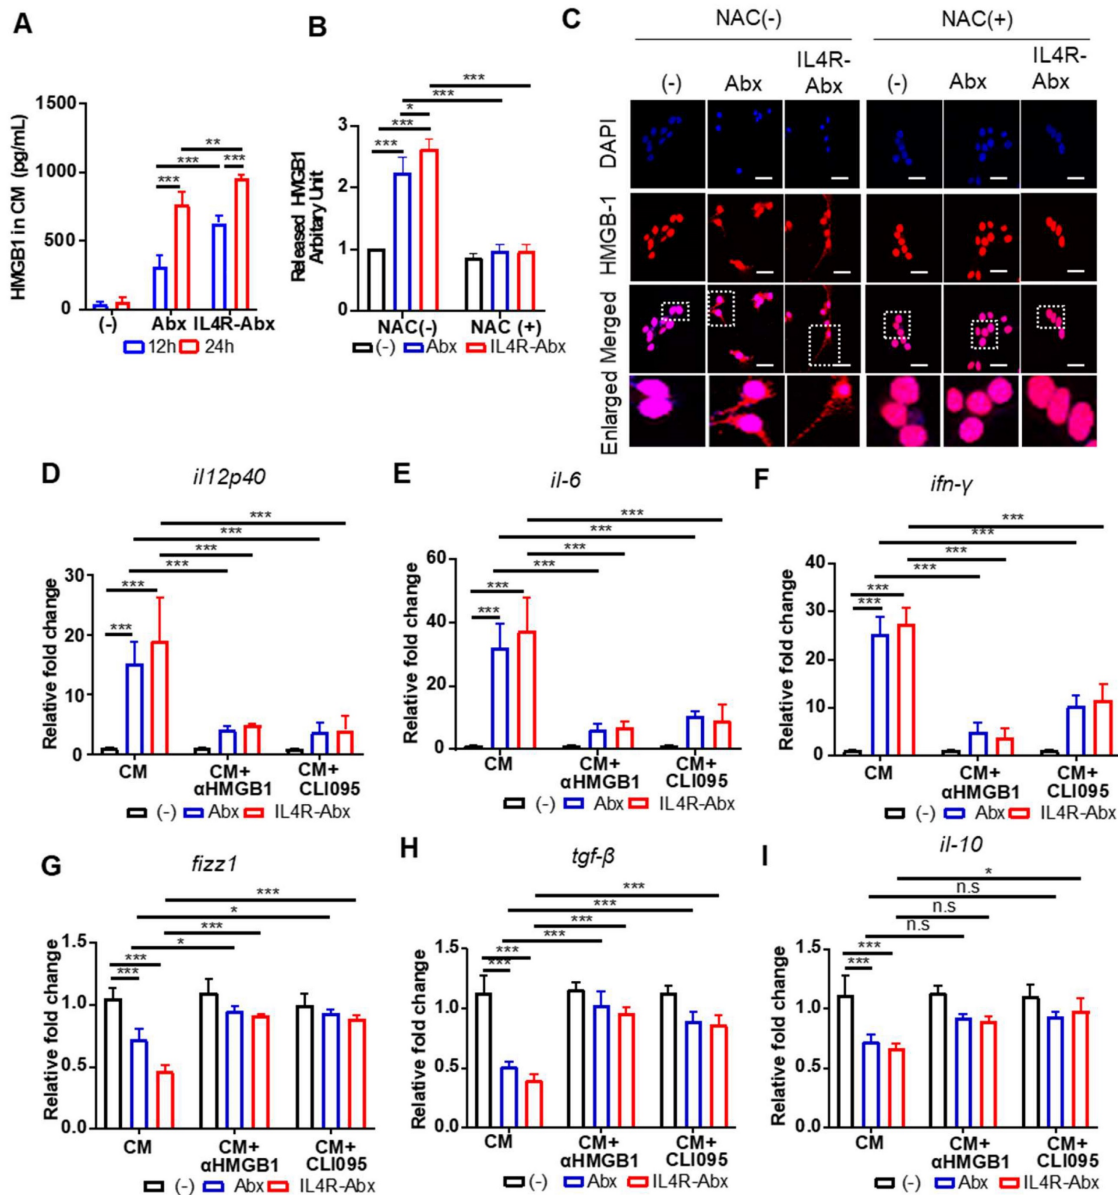 A
HMGB1 in CM (pg/mL)
1500
1000
500
0
***
***
**
***
(-) Abx IL4R-Abx
12h 24h
B
Released HMGB1
Arbitary Unit
3
2
1
0
***
***
*
***
***
NAC(-) NAC (+)
(-) Abx IL4R-Abx
C
NAC(-) NAC(+)
(-) Abx IL4R-
Abx
(-) Abx IL4R-
Abx
DAPI
HMGB-1
Merged
Enlarged
D
il12p40
Relative fold change
30
20
10
0
***
***
***
***
***
***
CM CM+
αHMGB1 CM+
CLI095
(-) Abx IL4R-Abx
E
il-6
Relative fold change
60
40
20
0
***
***
***
***
***
***
CM CM+
αHMGB1 CM+
CLI095
(-) Abx IL4R-Abx
F
ifn-γ
Relative fold change
40
30
20
10
0
***
***
***
***
***
***
CM CM+
αHMGB1 CM+
CLI095
(-) Abx IL4R-Abx
G
fizz1
Relative fold change
1.5
1.0
0.5
0.0
***
*
***
*
***
***
CM CM+
αHMGB1 CM+
CLI095
(-) Abx IL4R-Abx
H
tgf-β
Relative fold change
1.5
1.0
0.5
0.0
***
***
***
***
***
***
CM CM+
αHMGB1 CM+
CLI095
(-) Abx IL4R-Abx
I
il-10
Relative fold change
1.5
1.0
0.5
0.0
*
n.s
n.s
n.s
***
***
CM CM+
αHMGB1 CM+
CLI095
(-) Abx IL4R-Abx